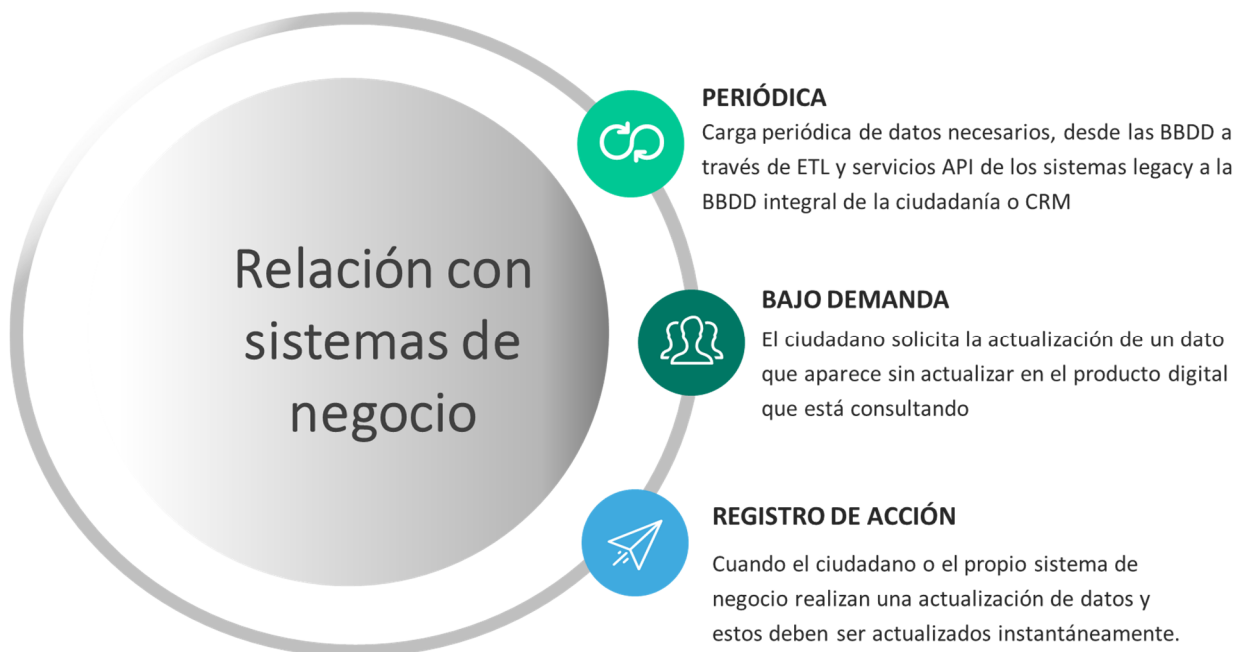 Relación con
sistemas de
negocio
PERIÓDICA
Carga periódica de datos necesarios, desde las BBDD a
través de ETL y servicios API de los sistemas legacy a la
BBDD integral de la ciudadanía o CRM
BAJO DEMANDA
El ciudadano solicita la actualización de un dato
que aparece sin actualizar en el producto digital
que está consultando
REGISTRO DE ACCIÓN
Cuando el ciudadano o el propio sistema de
negocio realizan una actualización de datos y
estos deben ser actualizados instantáneamente.